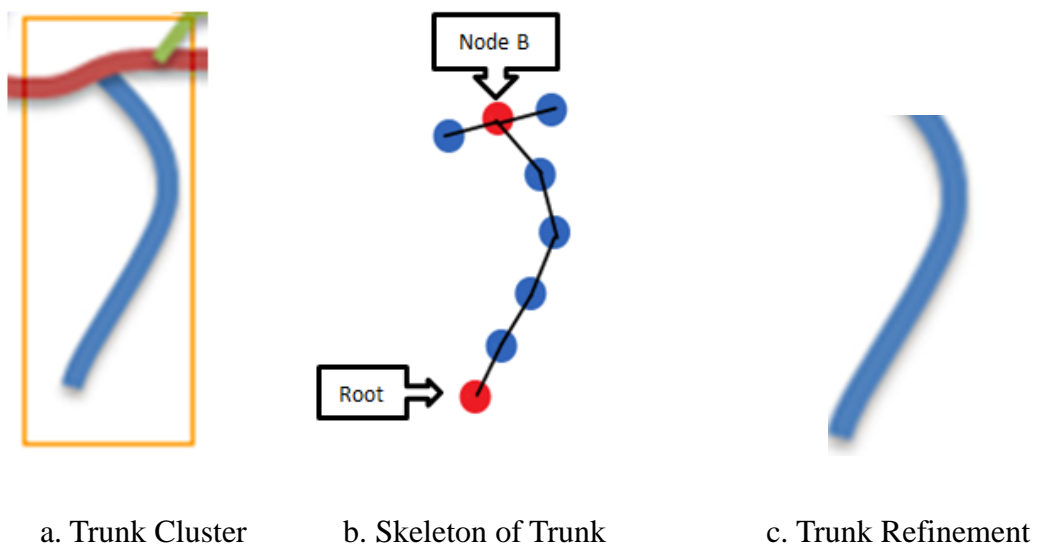 Node B
Root
a. Trunk Cluster
b. Skeleton of Trunk
c. Trunk Refinement